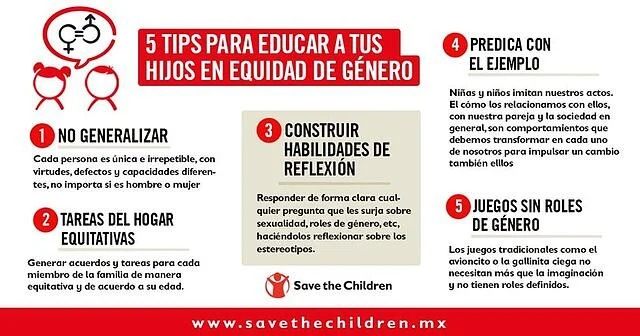 5 TIPS PARA EDUCAR A TUS
HIJOS EN EQUIDAD DE GÉNERO
1 NO GENERALIZAR
Cada persona es única e irrepetible, con
virtudes, defectos y capacidades diferen-
tes, no importa si es hombre o mujer
2 TAREAS DEL HOGAR
EQUITATIVAS
Generar acuerdos y tareas para cada
miembro de la familia de manera
equitativa y de acuerdo a su edad.
3 CONSTRUIR
HABILIDADES DE
REFLEXIÓN
Responder de forma clara cual-
quier pregunta que les surja sobre
sexualidad, roles de género, etc,
haciéndolos reflexionar sobre los
estereotipos.
Save the Children
4 PREDICA CON
EL EJEMPLO
Niñas y niños imitan nuestros actos.
El cómo los relacionamos con ellos,
con nuestra pareja y la sociedad en
general, son comportamientos que
debemos transformar en cada uno
de nosotros para impulsar un cambio
también elllos
5 JUEGOS SIN ROLES
DE GÉNERO
Los juegos tradicionales como el
avioncito o la gallinita ciega no
necesitan más que la imaginación
y no tienen roles definidos.
www.savethechildren.mx